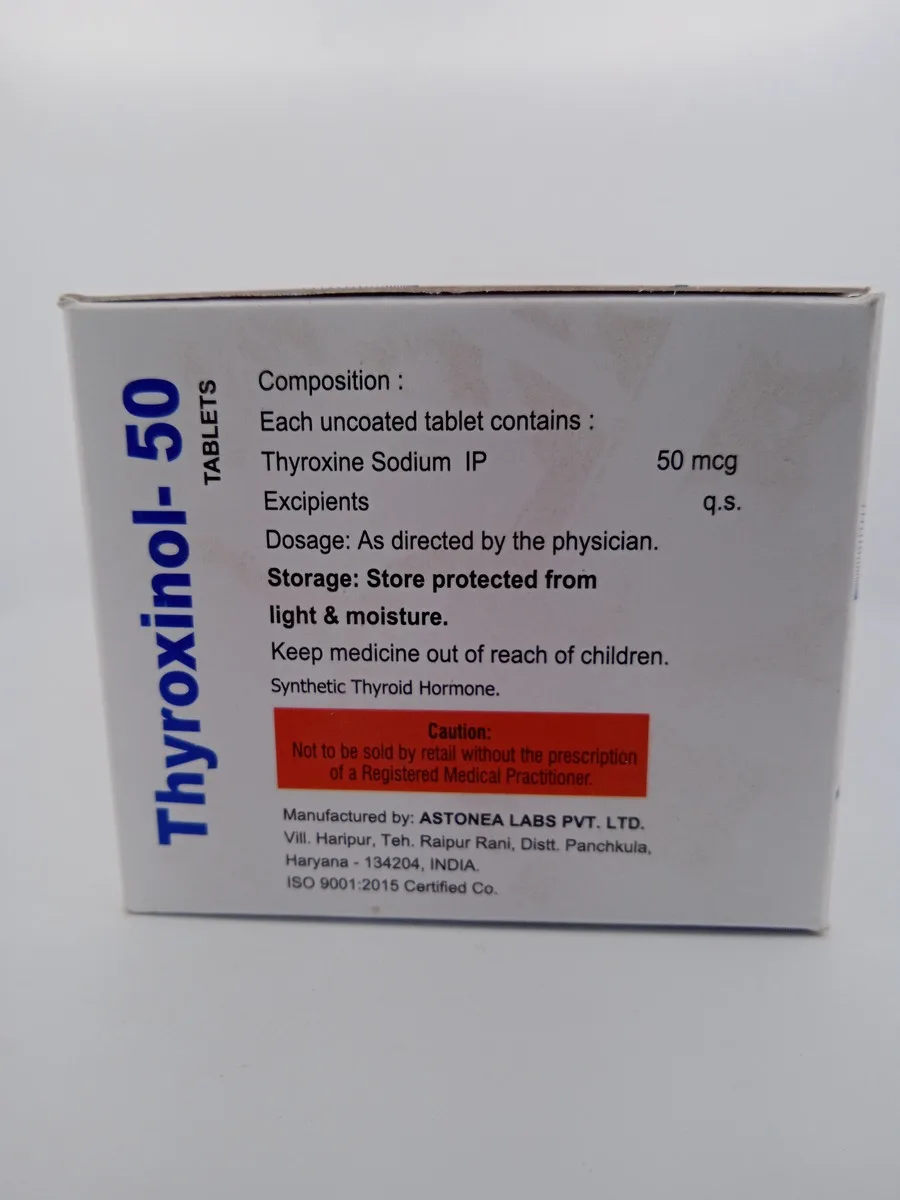 Thyroxinol- 50
TABLETS
Composition :
Each uncoated tablet contains :
Thyroxine Sodium IP 50 mcg
Excipients q.s.
Dosage: As directed by the physician.
Storage: Store protected from
light & moisture.
Keep medicine out of reach of children.
Synthetic Thyroid Hormone.
Caution:
Not to be sold by retail without the prescription
of a Registered Medical Practitioner.
Manufactured by: ASTONEA LABS PVT. LTD.
Vill. Haripur, Teh. Raipur Rani, Distt. Panchkula,
Haryana - 134204, INDIA.
ISO 9001:2015 Certified Co.